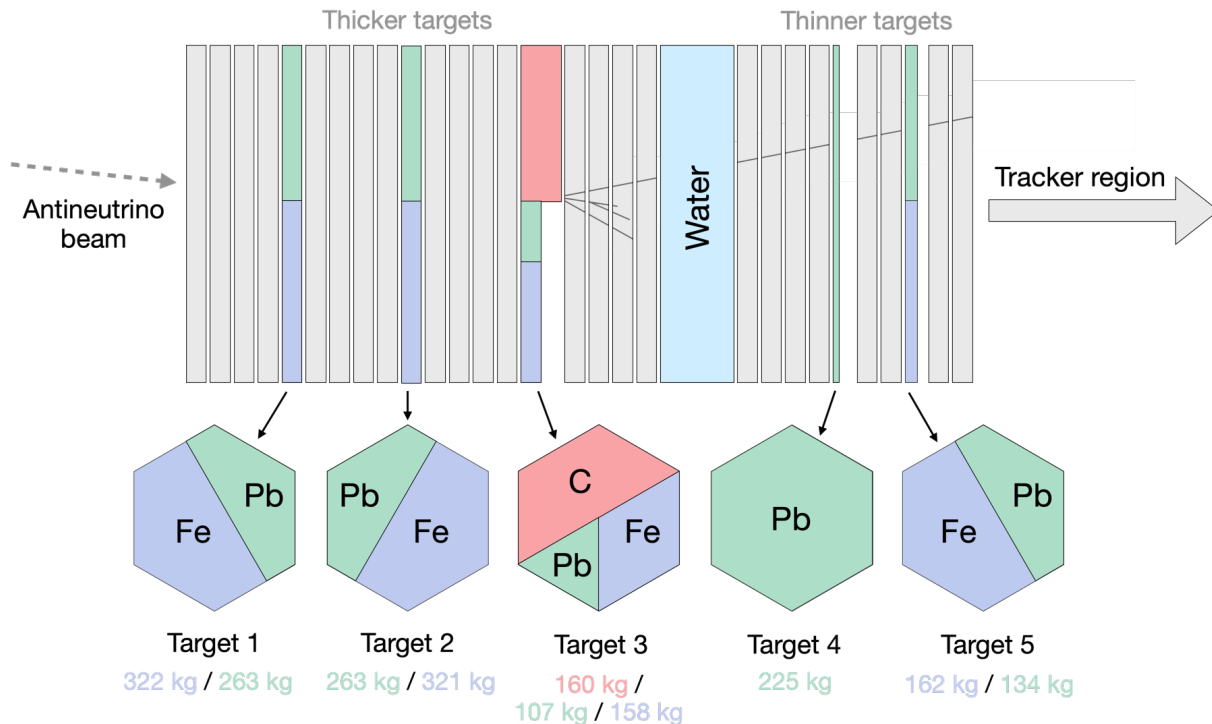 Thicker targets
Thinner targets
Antineutrino
beam
Water
Tracker region
Fe
Pb
Pb
Fe
C
Pb
Fe
Pb
Fe
Pb
Target 1
Target 2
Target 3
Target 4
Target 5
322 kg / 263 kg
263 kg / 321 kg
160 kg /
107 kg / 158 kg
225 kg
162 kg / 134 kg